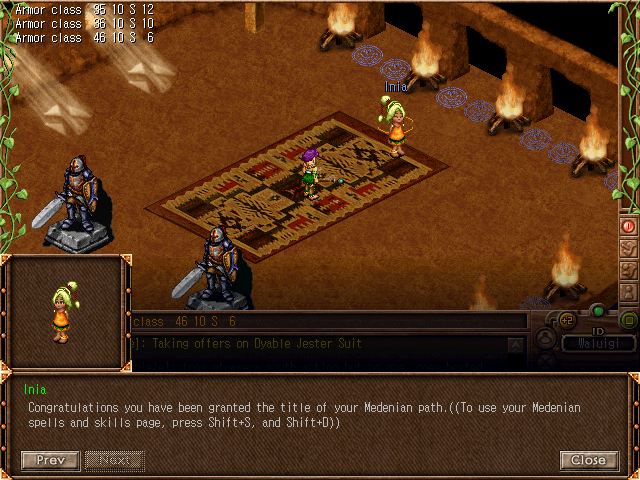 Armor class  35 10 S 12
Armor class  36 10 S 10
Armor class  46 10 S  6
Inia
class  46 10 S  6
+2
ID
]: Taking offers on Dyable Jester Suit
Waluigi
Inia
Congratulations you have been granted the title of your Medenian path.((To use your Medenian
spells and skills page, press Shift+S, and Shift+D))
Prev
Next
Close